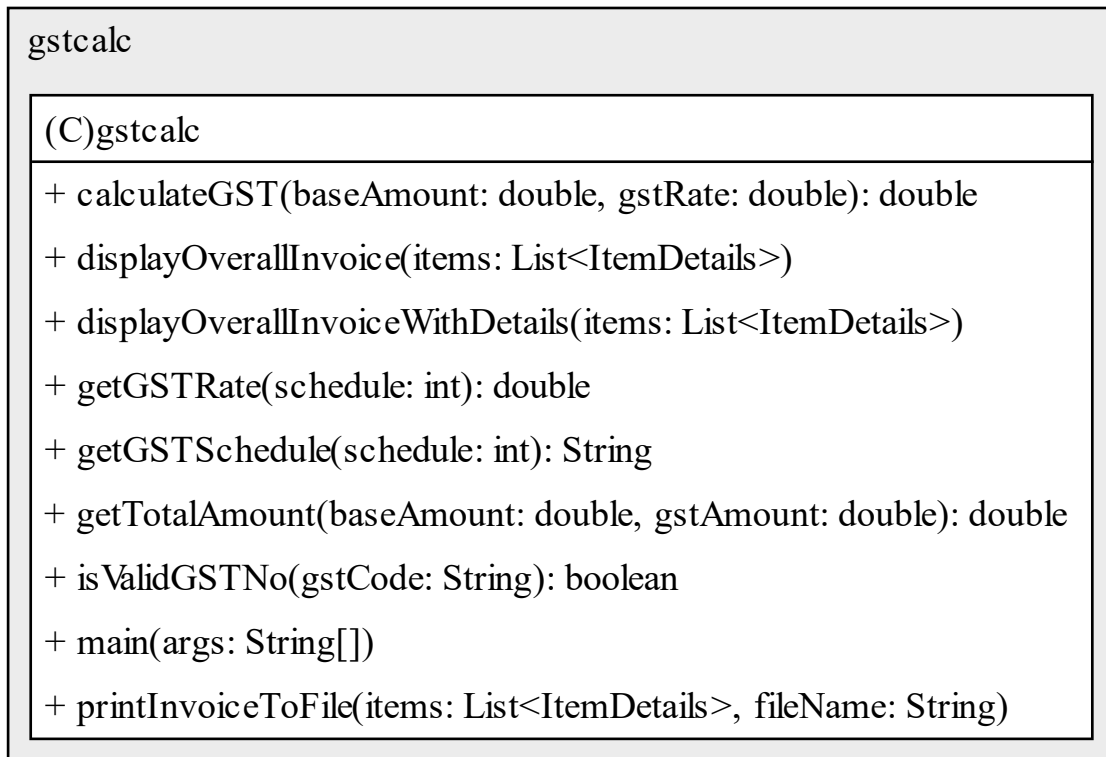 gstcalc
(C)gstcalc
+ calculateGST(baseAmount: double, gstRate: double): double
+ displayOverallInvoice(items: List<ItemDetails>)
+ displayOverallInvoiceWithDetails(items: List<ItemDetails>)
+ getGSTRate(schedule: int): double
+ getGSTSchedule(schedule: int): String
+ getTotalAmount(baseAmount: double, gstAmount: double): double
+ isValidGSTNo(gstCode: String): boolean
+ main(args: String[])
+ printInvoiceToFile(items: List<ItemDetails>, fileName: String)